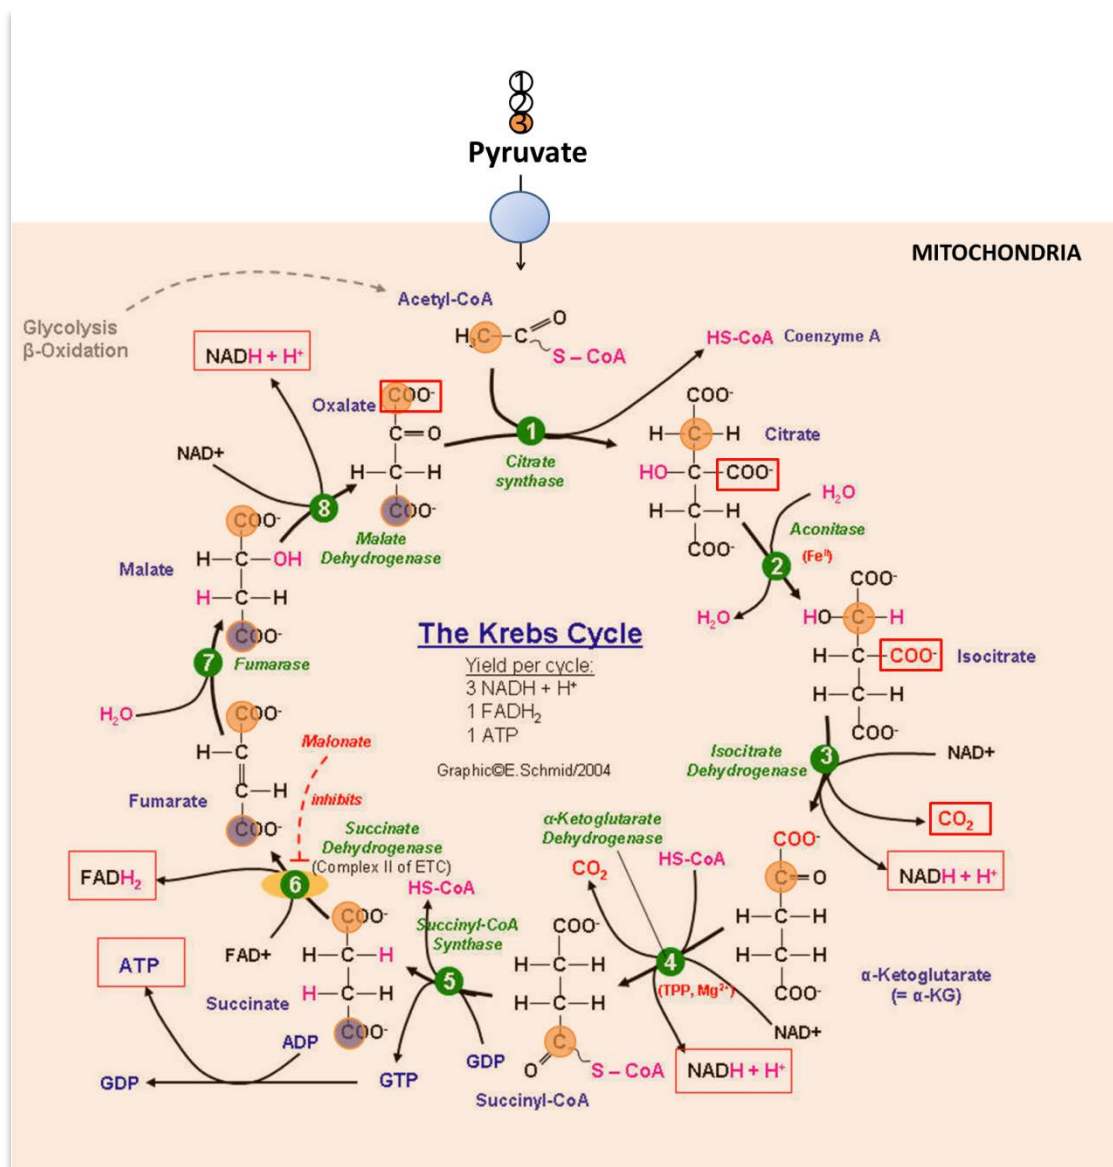 1
2
3
Pyruvate
MITOCHONDRIA
Glycolysis
β-Oxidation
Acetyl-CoA
H₃C–C
O
S – CoA
HS-CoA Coenzyme A
NADH + H⁺
Oxalate
COO⁻
C=O
H–C–H
COO⁻
1
Citrate
synthase
COO⁻
H–C–H
Citrate
HO–C–COO⁻
H–C–H
COO⁻
H₂O
Aconitase
(Feᴵᴵ)
2
H₂O
NAD+
8
Malate
Dehydrogenase
COO⁻
H–C–OH
Malate
H–C–H
COO⁻
COO⁻
HO–C–H
H–C–COO⁻
Isocitrate
H–C–H
COO⁻
The Krebs Cycle
Yield per cycle:
3 NADH + H⁺
1 FADH₂
1 ATP
Graphic©E.Schmid/2004
7
Fumarase
H₂O
COO⁻
H–C
C–H
Fumarate
COO⁻
Malonate
inhibits
Isocitrate
Dehydrogenase
3
NAD+
CO₂
NADH + H⁺
Succinate
Dehydrogenase
(Complex II of ETC)
6
FADH₂
FAD+
α-Ketoglutarate
Dehydrogenase
CO₂
HS-CoA
COO⁻
C=O
H–C–H
H–C–H
COO⁻
α-Ketoglutarate
(= α-KG)
HS-CoA
Succinyl-CoA
Synthase
5
COO⁻
H–C–H
H–C–H
COO⁻
Succinate
COO⁻
H–C–H
H–C–H
C
O
S – CoA
Succinyl-CoA
4
(TPP, Mg²⁺)
NAD+
NADH + H⁺
ATP
ADP
GDP
GTP
GDP